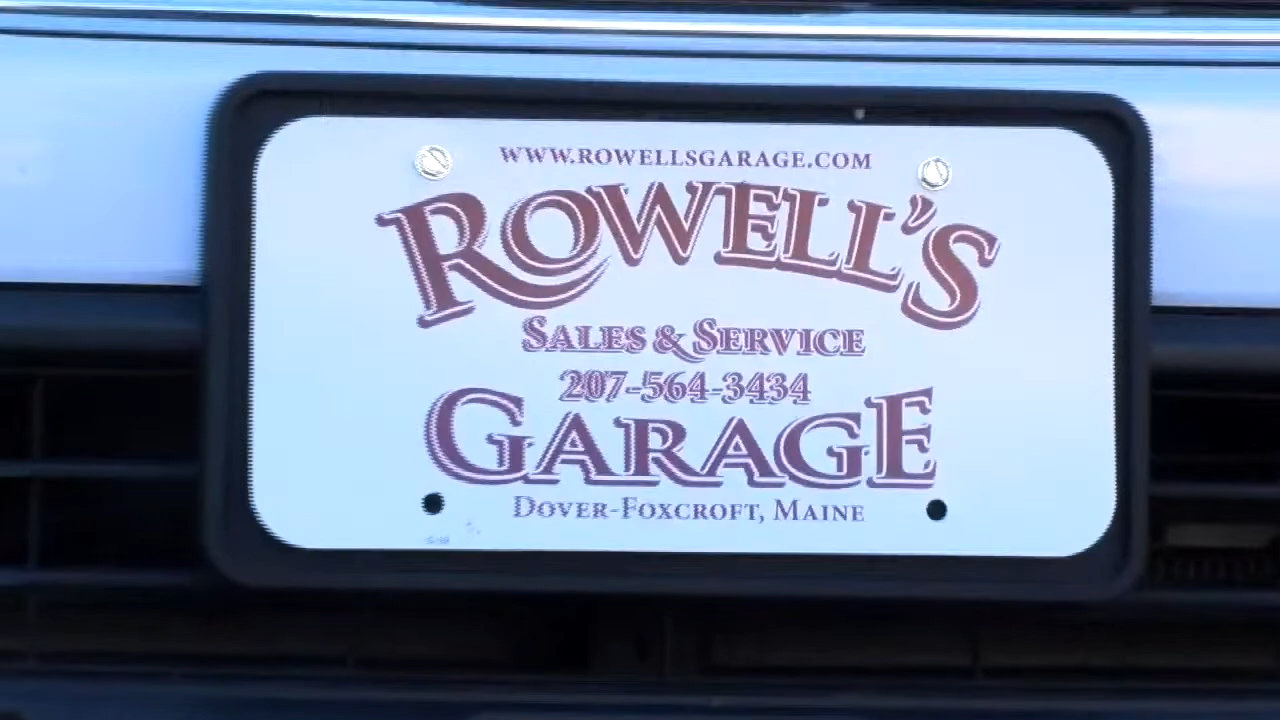 WWW.ROWELLSGARAGE.COM
ROWELL'S
SALES & SERVICE
207-564-3434
GARAGE
DOVER-FOXCROFT, MAINE